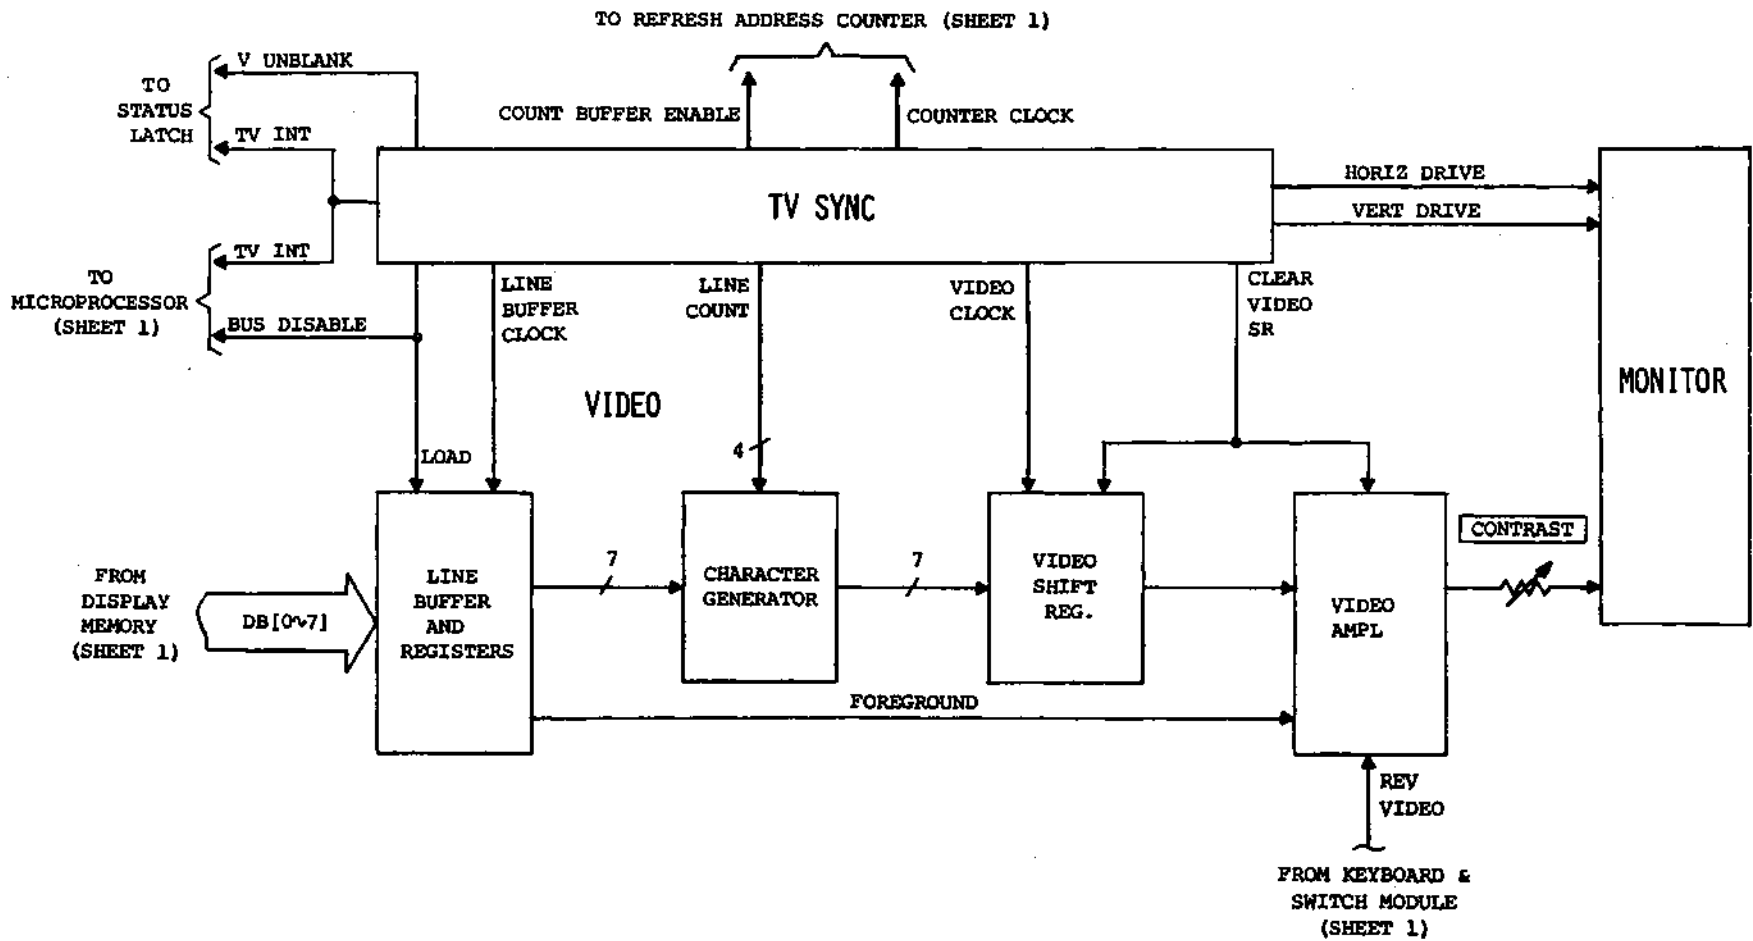 TO REFRESH ADDRESS COUNTER (SHEET 1)
V UNBLANK
TO
STATUS
LATCH
TV INT
COUNT BUFFER ENABLE
COUNTER CLOCK
TV SYNC
HORIZ DRIVE
VERT DRIVE
TV INT
TO
MICROPROCESSOR
(SHEET 1)
BUS DISABLE
LINE
BUFFER
CLOCK
LINE
COUNT
VIDEO
CLOCK
CLEAR
VIDEO
SR
MONITOR
VIDEO
4
LOAD
CONTRAST
FROM
DISPLAY
MEMORY
(SHEET 1)
DB[0~7]
LINE
BUFFER
AND
REGISTERS
7
CHARACTER
GENERATOR
7
VIDEO
SHIFT
REG.
VIDEO
AMPL
FOREGROUND
REV
VIDEO
FROM KEYBOARD &
SWITCH MODULE
(SHEET 1)